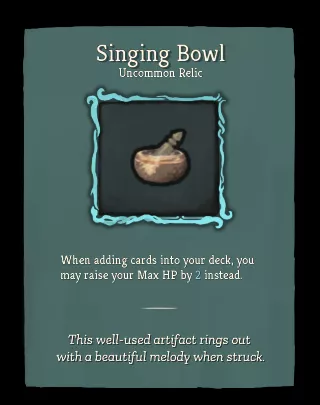 Singing Bowl
Uncommon Relic
When adding cards into your deck, you
may raise your Max HP by 2 instead.
This well-used artifact rings out
with a beautiful melody when struck.